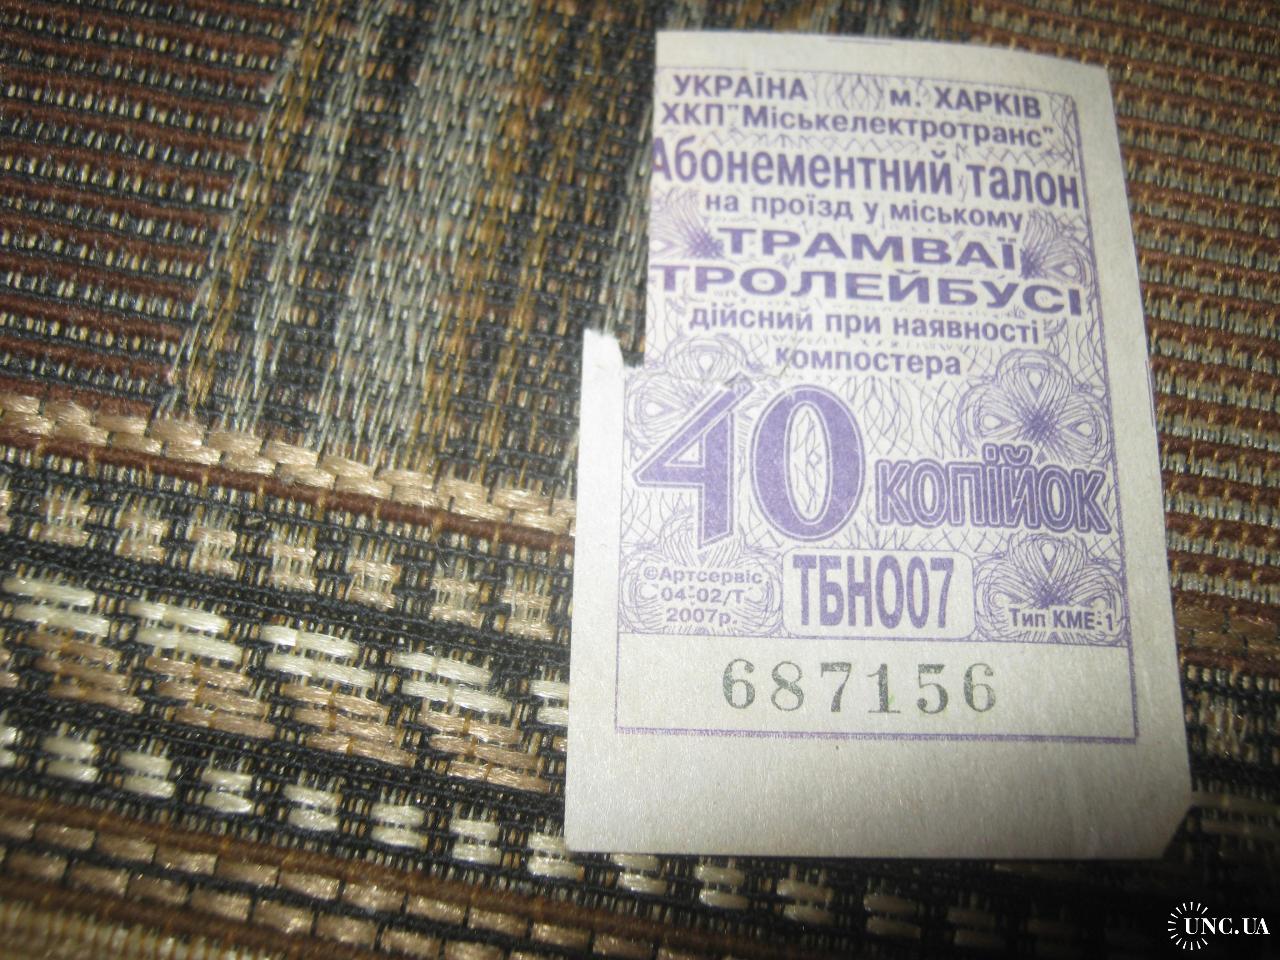 УКРАЇНА м. ХАРКІВ
ХКП "Міськелектротранс"
Абонементний талон
на проїзд у міському
ТРАМВАЇ
ТРОЛЕЙБУСІ
дійсний при наявності
компостера
40 КОПІЙОК
©Артсервіс
04-02/Т.
2007р.
ТБНО07
Тип КМЕ-1
687156
UNC.UA